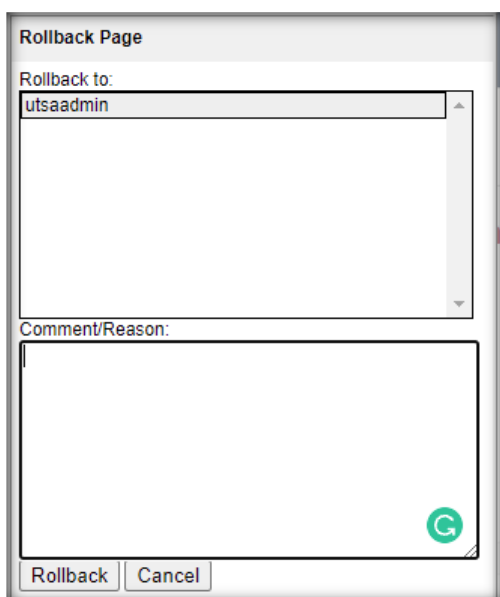 Rollback Page
Rollback to:
utsaadmin
Comment/Reason:
Rollback Cancel